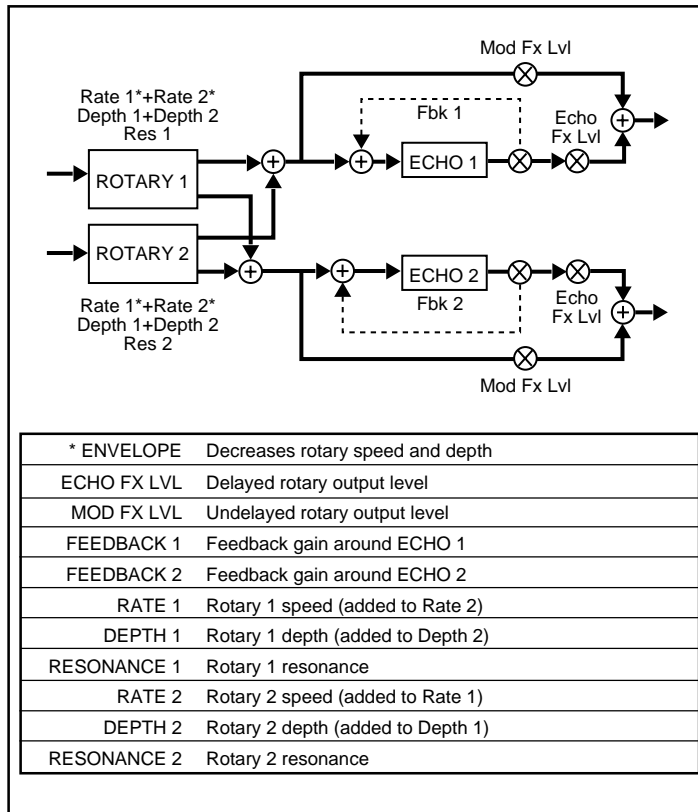 Mod Fx Lvl
Rate 1*+Rate 2*
Depth 1+Depth 2
Res 1
Fbk 1
Echo
Fx Lvl
ROTARY 1
ECHO 1
ROTARY 2
ECHO 2
Fbk 2
Echo
Fx Lvl
Rate 1*+Rate 2*
Depth 1+Depth 2
Res 2
Mod Fx Lvl
* ENVELOPE Decreases rotary speed and depth
ECHO FX LVL Delayed rotary output level
MOD FX LVL Undelayed rotary output level
FEEDBACK 1 Feedback gain around ECHO 1
FEEDBACK 2 Feedback gain around ECHO 2
RATE 1 Rotary 1 speed (added to Rate 2)
DEPTH 1 Rotary 1 depth (added to Depth 2)
RESONANCE 1 Rotary 1 resonance
RATE 2 Rotary 2 speed (added to Rate 1)
DEPTH 2 Rotary 2 depth (added to Depth 1)
RESONANCE 2 Rotary 2 resonance